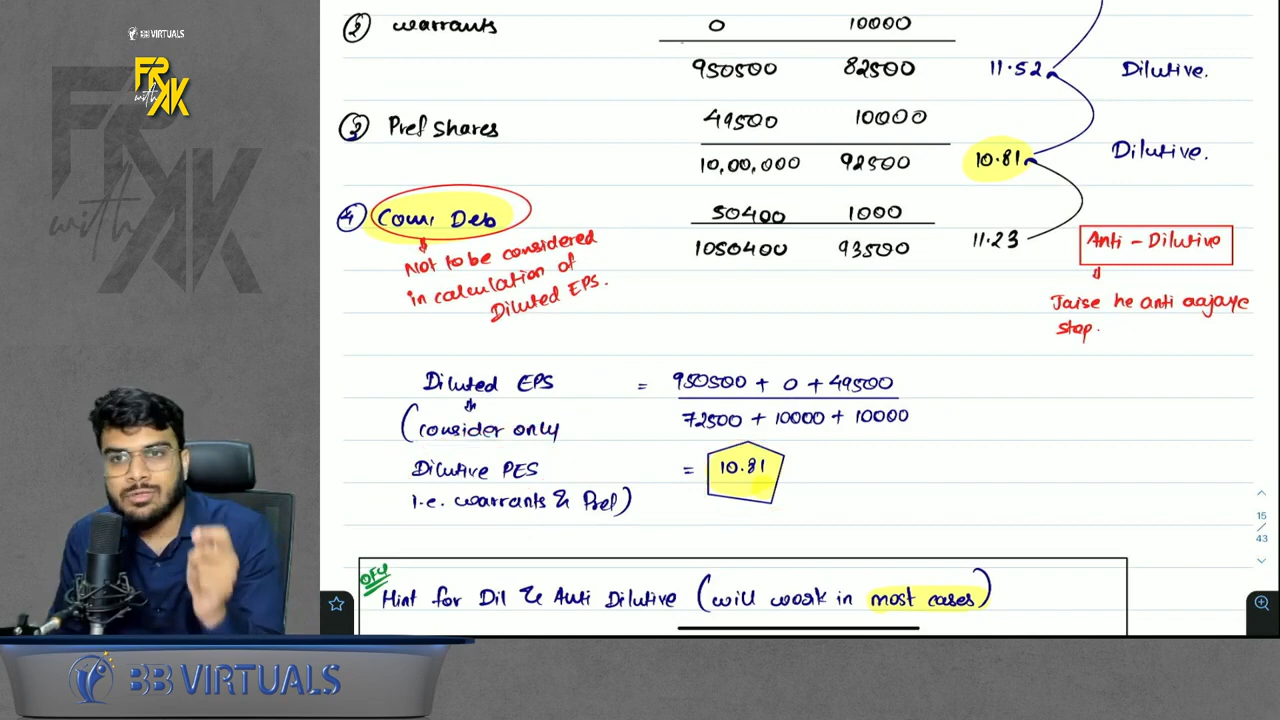 BB VIRTUALS
FR
with
AK
FR
with
AK
② warrants 0 10000
950500 82500 11.52 Dilutive.
③ Pref Shares 49500 10000
10,00,000 92500 10.81 Dilutive.
④ Conv. Deb 50400 1000
1050400 93500 11.23 Anti - Dilutive
Not to be considered
in calculation of
Diluted EPS.
Jaise he anti aajaye
stop.
Diluted EPS = 950500 + 0 + 49500
72500 + 10000 + 10000
(consider only
Dilutive PES = 10.81
i.e. warrants & Pref)
15
/
43
Hint for Dil & Anti Dilutive (will work in most cases)
BB VIRTUALS